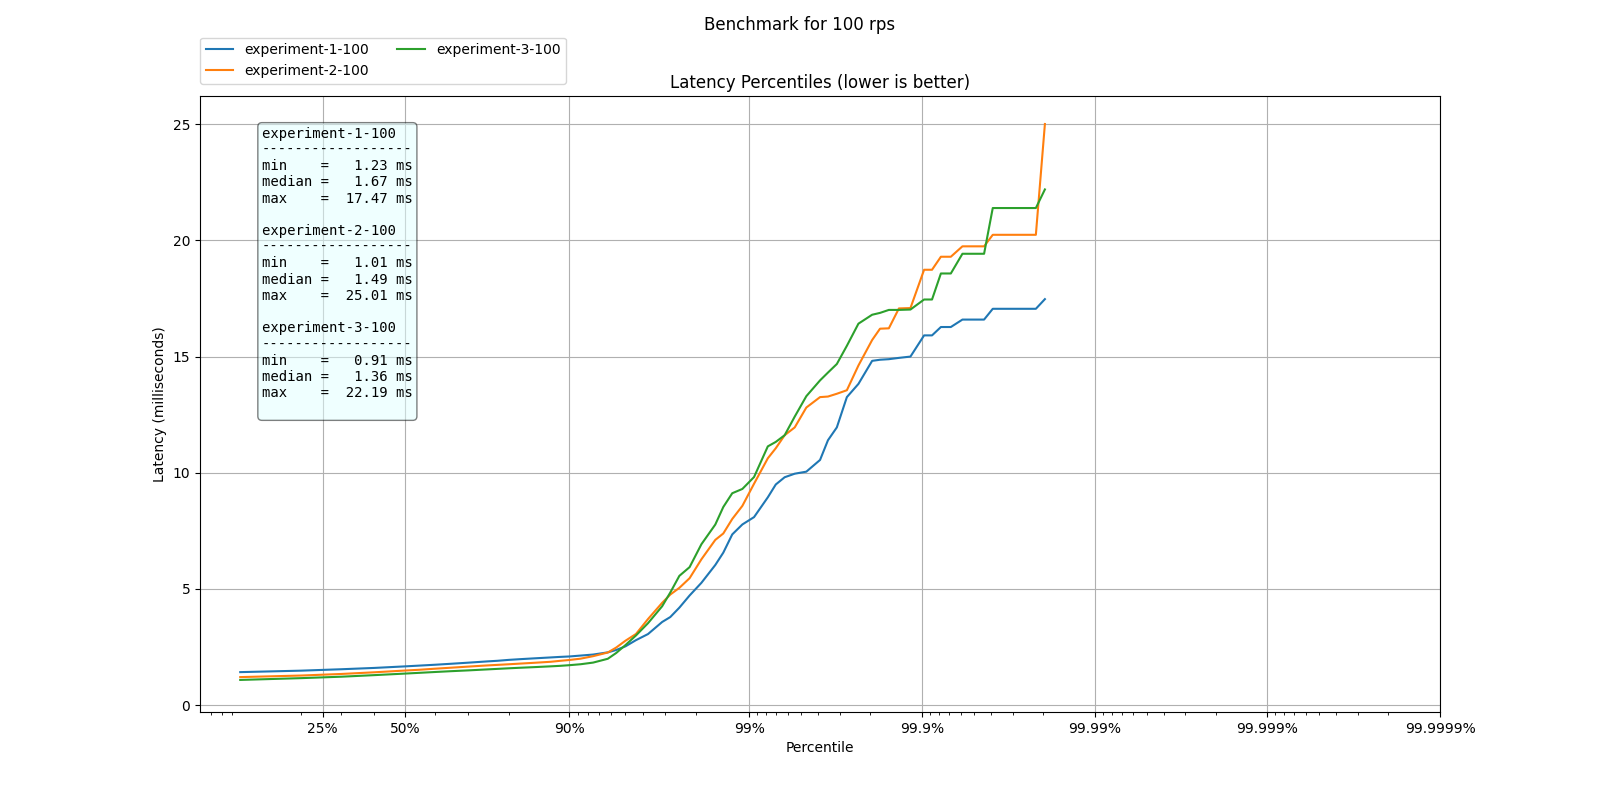 Benchmark for 100 rps
experiment-1-100
experiment-2-100
experiment-3-100
Latency Percentiles (lower is better)
25
20
15
10
5
0
Latency (milliseconds)
experiment-1-100
------------------
min    =   1.23 ms
median =   1.67 ms
max    =  17.47 ms
experiment-2-100
------------------
min    =   1.01 ms
median =   1.49 ms
max    =  25.01 ms
experiment-3-100
------------------
min    =   0.91 ms
median =   1.36 ms
max    =  22.19 ms
25% 50% 90% 99% 99.9% 99.99% 99.999% 99.9999%
Percentile